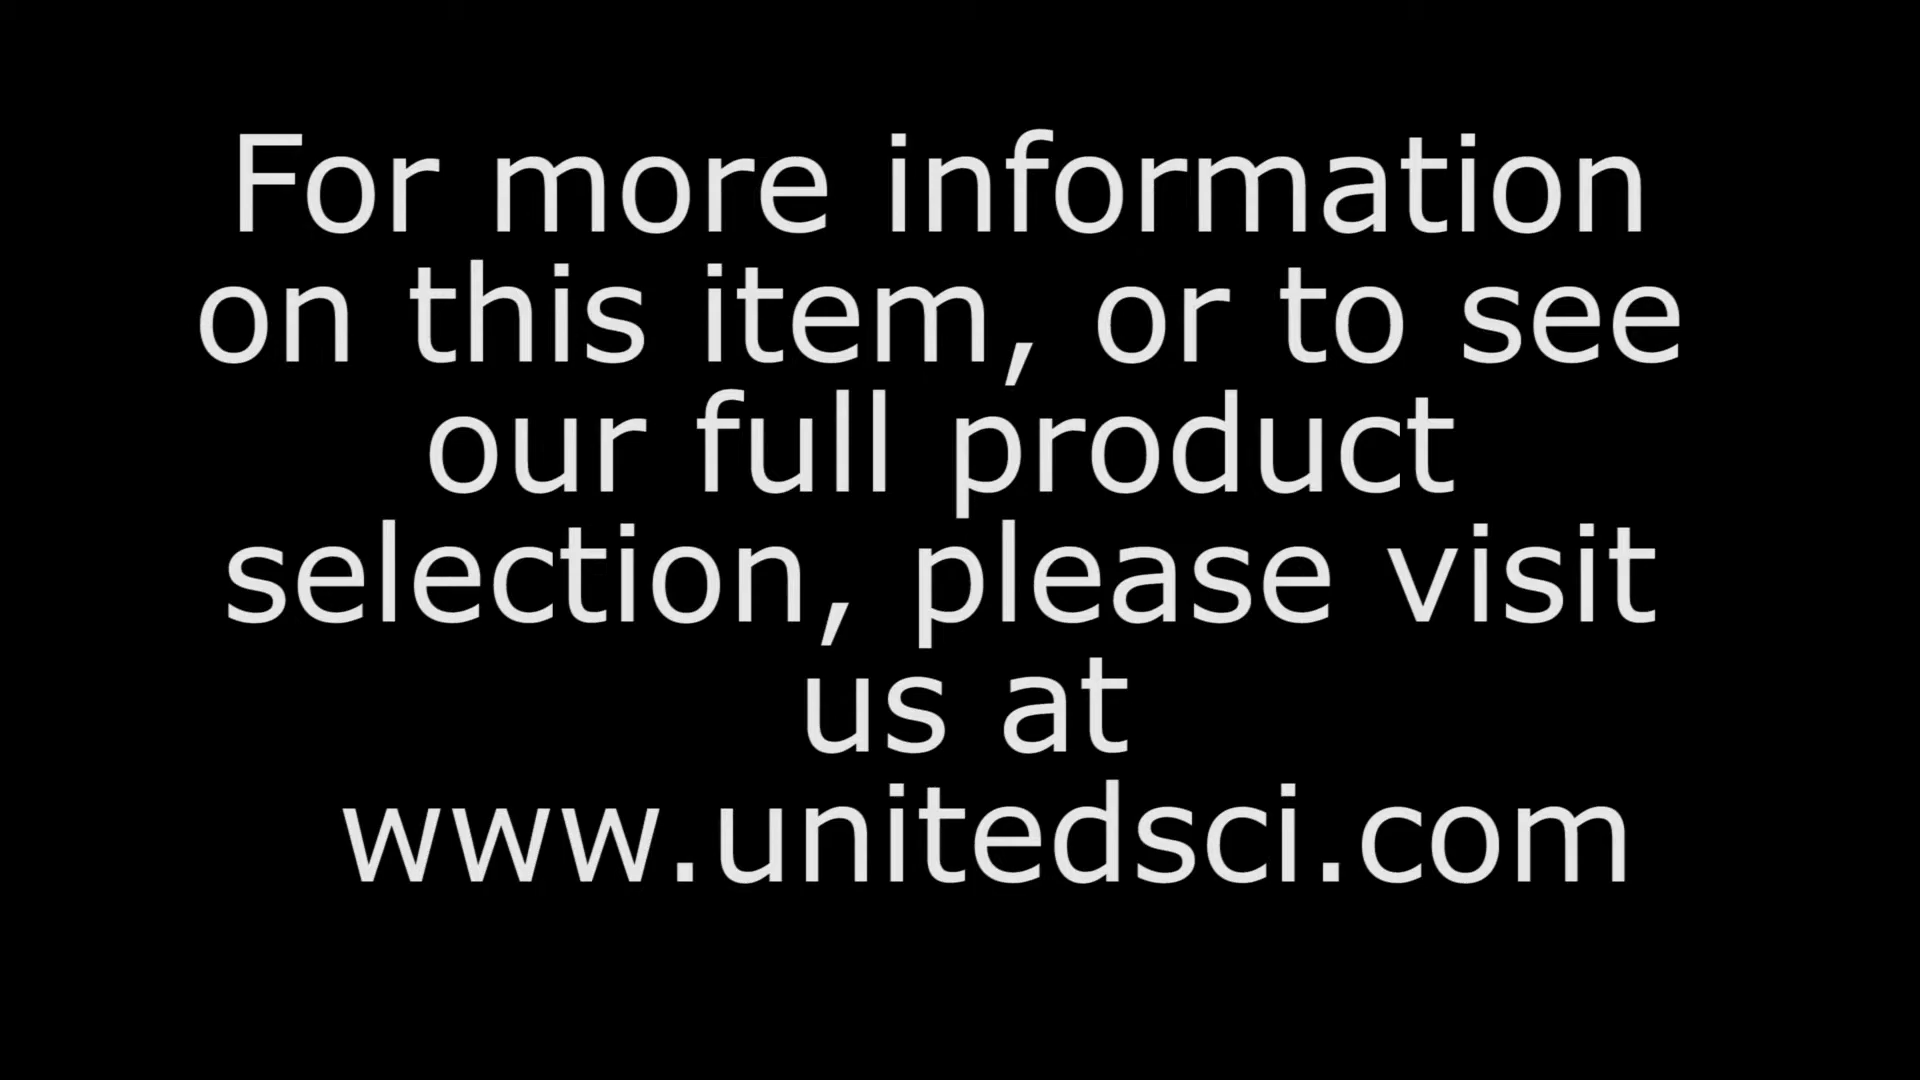 For more information
on this item, or to see
our full product
selection, please visit
us at
www.unitedsci.com